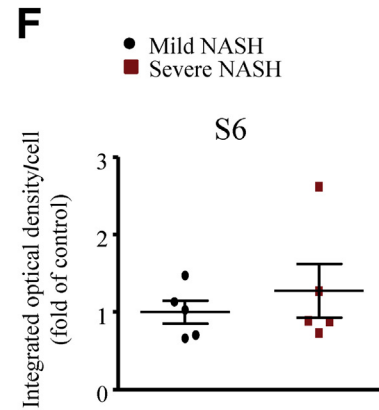 F
Mild NASH
Severe NASH
S6
Integrated optical density/cell
(fold of control)
3
2
1
0